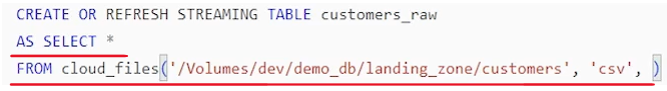 CREATE OR REFRESH STREAMING TABLE customers_raw
AS SELECT *
FROM cloud_files('/Volumes/dev/demo_db/landing_zone/customers', 'csv', )